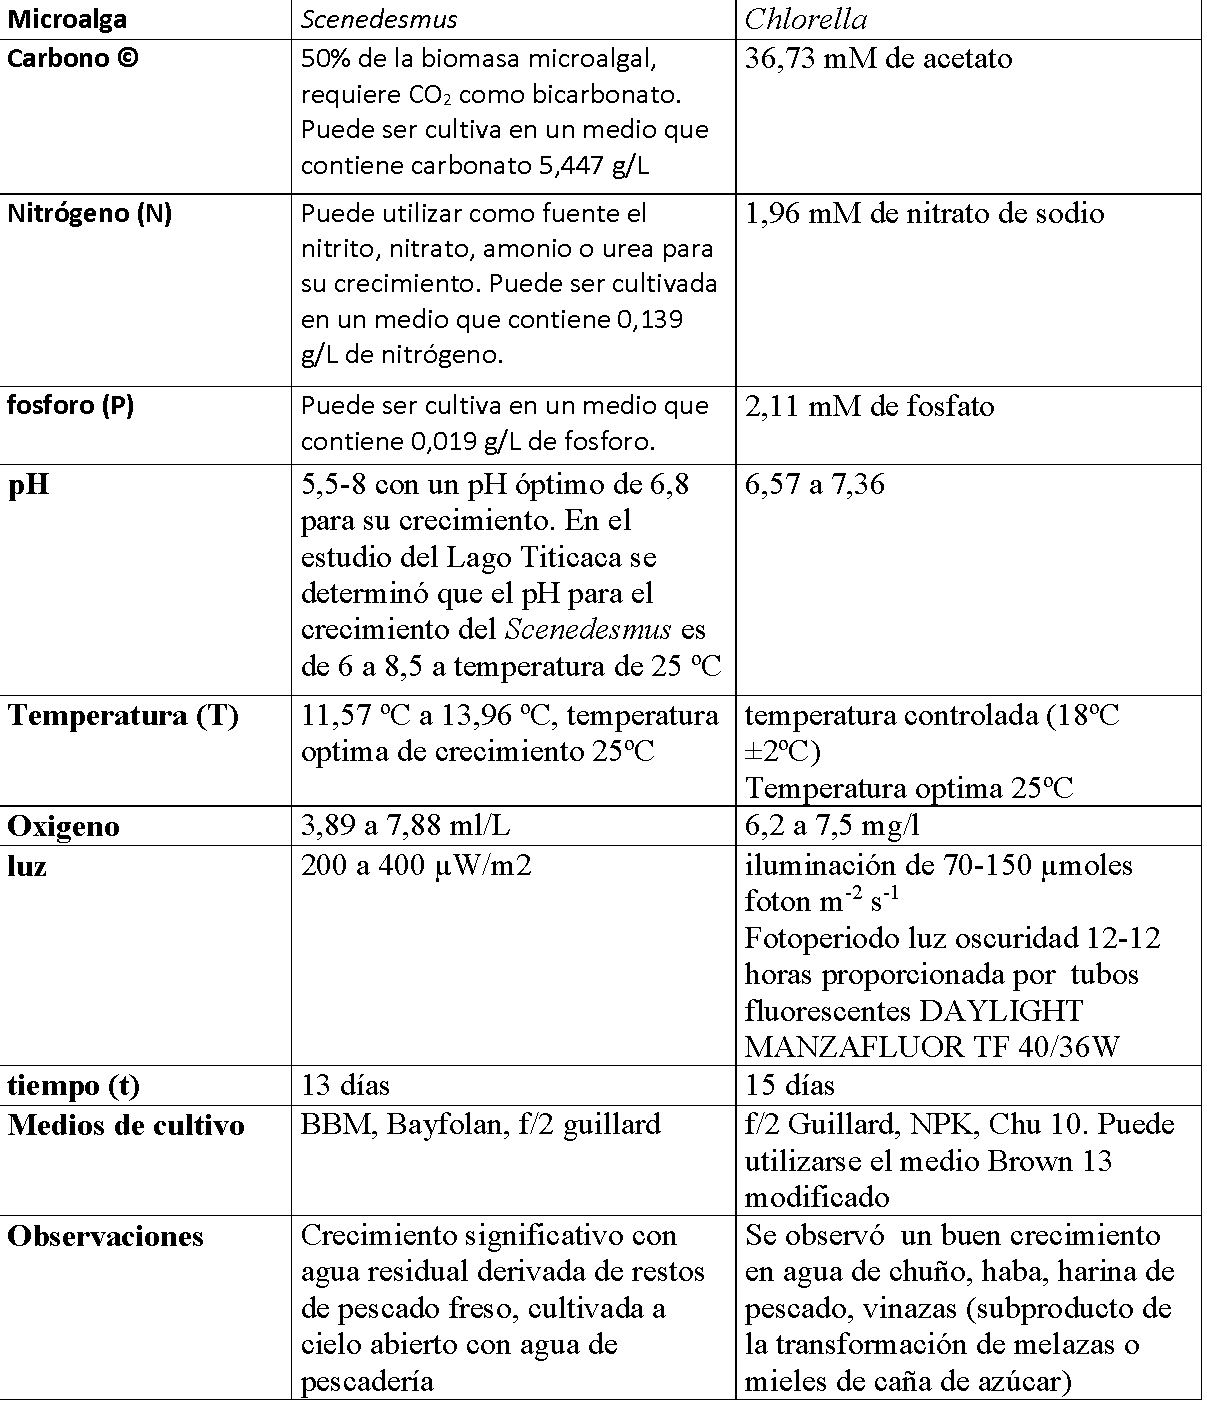 Microalga
Scenedesmus
Chlorella
Carbono ©
50% de la biomasa microalgal,
requiere CO₂ como bicarbonato.
Puede ser cultiva en un medio que
contiene carbonato 5,447 g/L
36,73 mM de acetato
Nitrógeno (N)
Puede utilizar como fuente el
nitrito, nitrato, amonio o urea para
su crecimiento. Puede ser cultivada
en un medio que contiene 0,139
g/L de nitrógeno.
1,96 mM de nitrato de sodio
fosforo (P)
Puede ser cultiva en un medio que
contiene 0,019 g/L de fosforo.
2,11 mM de fosfato
pH
5,5-8 con un pH óptimo de 6,8
para su crecimiento. En el
estudio del Lago Titicaca se
determinó que el pH para el
crecimiento del Scenedesmus es
de 6 a 8,5 a temperatura de 25 ºC
6,57 a 7,36
Temperatura (T)
11,57 ºC a 13,96 ºC, temperatura
optima de crecimiento 25ºC
temperatura controlada (18ºC
±2ºC)
Temperatura optima 25ºC
Oxigeno
3,89 a 7,88 ml/L
6,2 a 7,5 mg/l
luz
200 a 400 µW/m2
iluminación de 70-150 µmoles
foton m⁻² s⁻¹
Fotoperiodo luz oscuridad 12-12
horas proporcionada por tubos
fluorescentes DAYLIGHT
MANZAFLUOR TF 40/36W
tiempo (t)
13 días
15 días
Medios de cultivo
BBM, Bayfolan, f/2 guillard
f/2 Guillard, NPK, Chu 10. Puede
utilizarse el medio Brown 13
modificado
Observaciones
Crecimiento significativo con
agua residual derivada de restos
de pescado freso, cultivada a
cielo abierto con agua de
pescadería
Se observó un buen crecimiento
en agua de chuño, haba, harina de
pescado, vinazas (subproducto de
la transformación de melazas o
mieles de caña de azúcar)